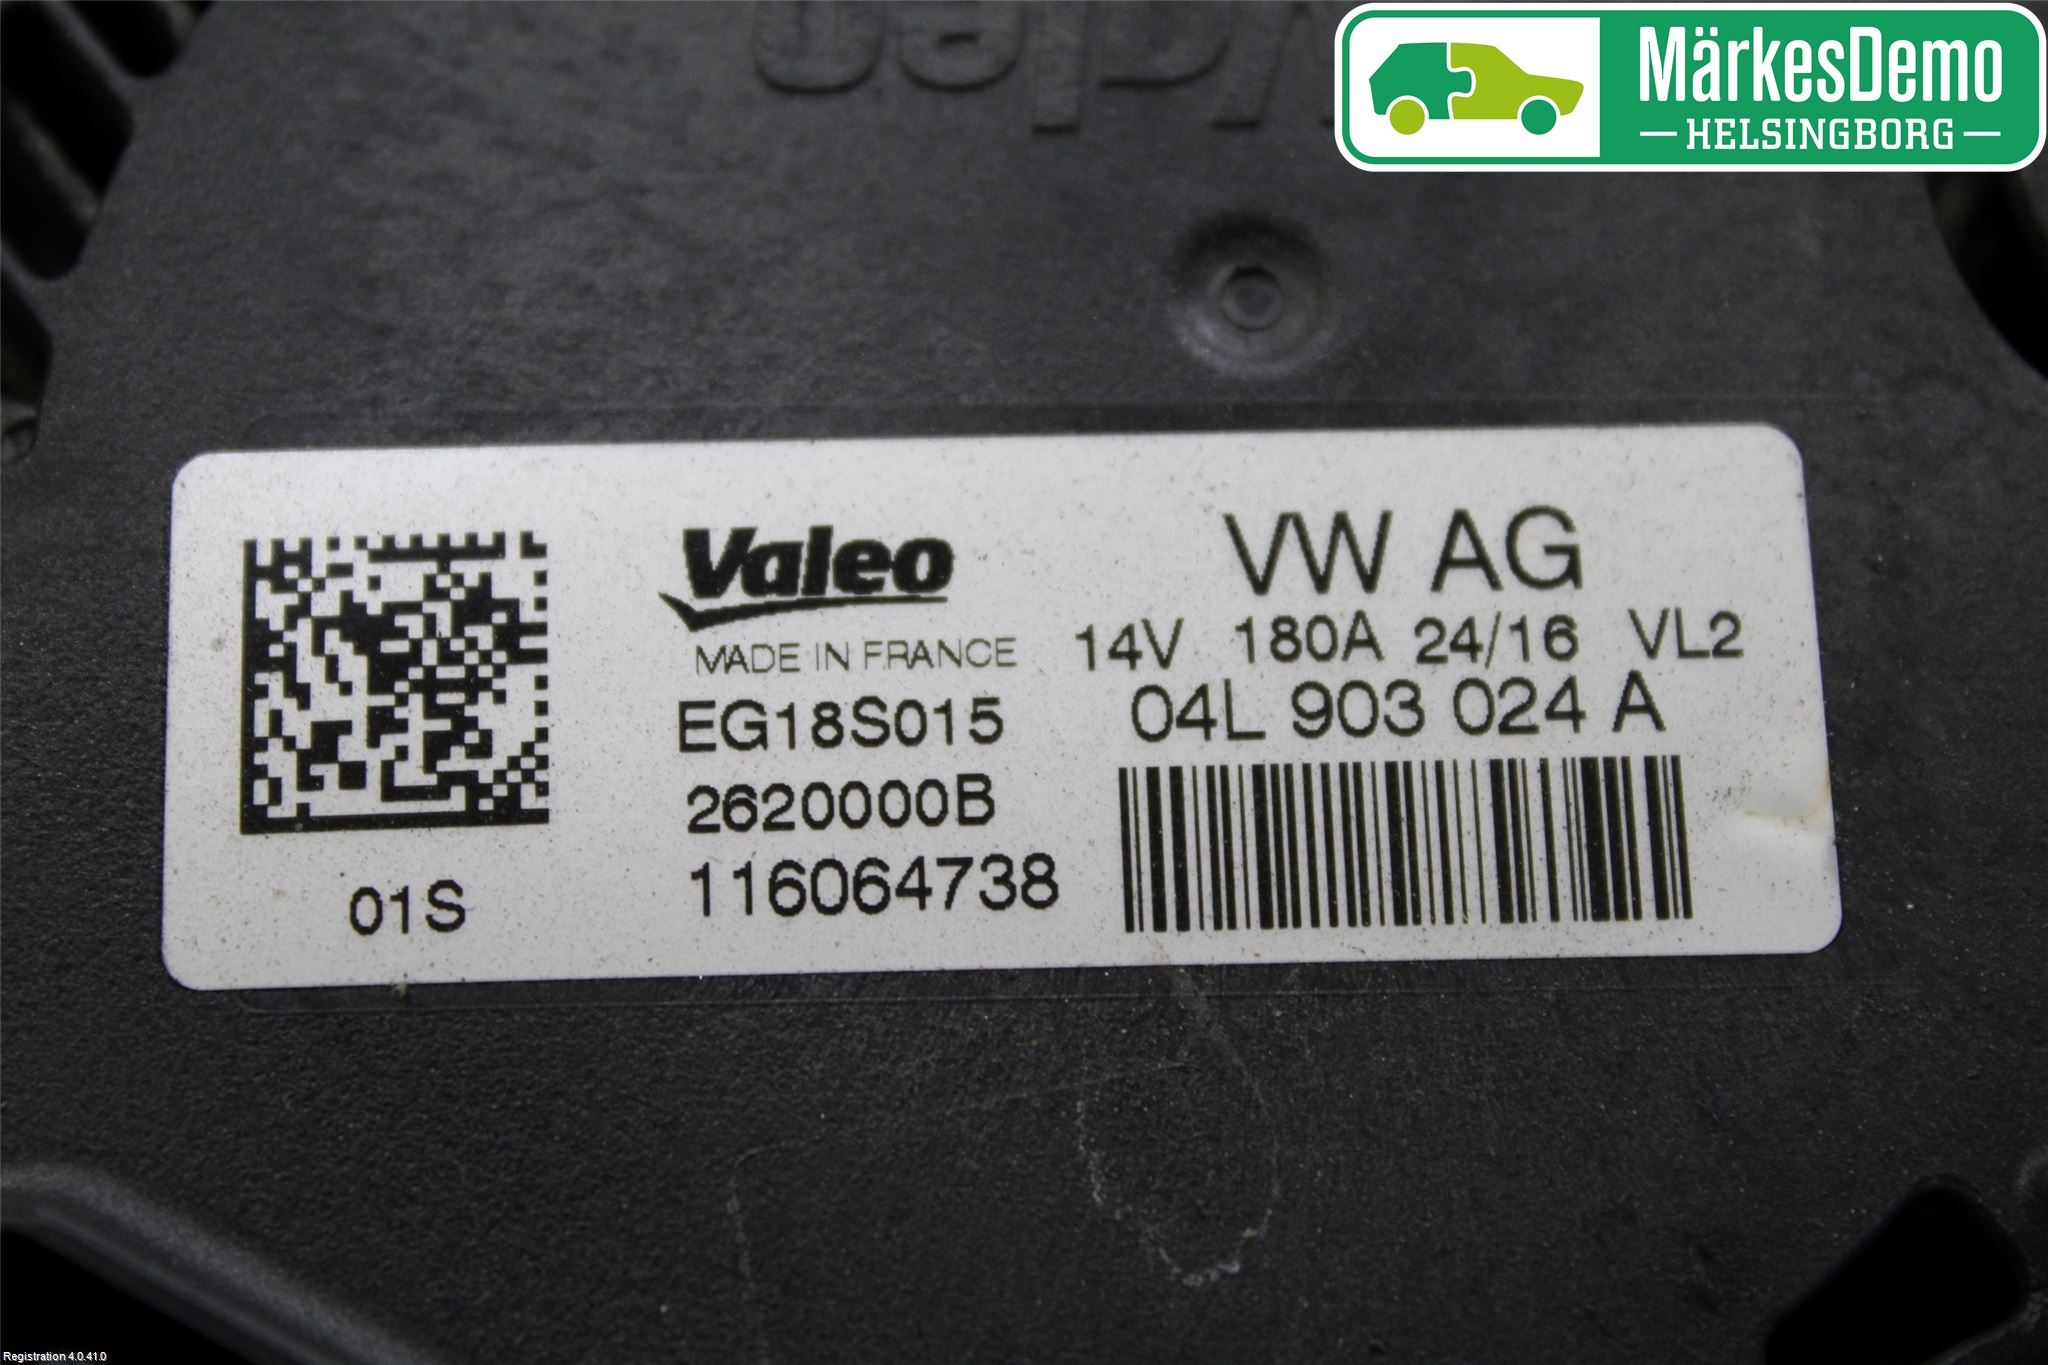 MärkesDemo
HELSINGBORG
Valeo
Valeo
MADE IN FRANCE
EG18S015
2620000B
116064738
01S
VW AG
14V 180A 24/16 VL2
04L 903 024 A
Registration 4.0.41.0